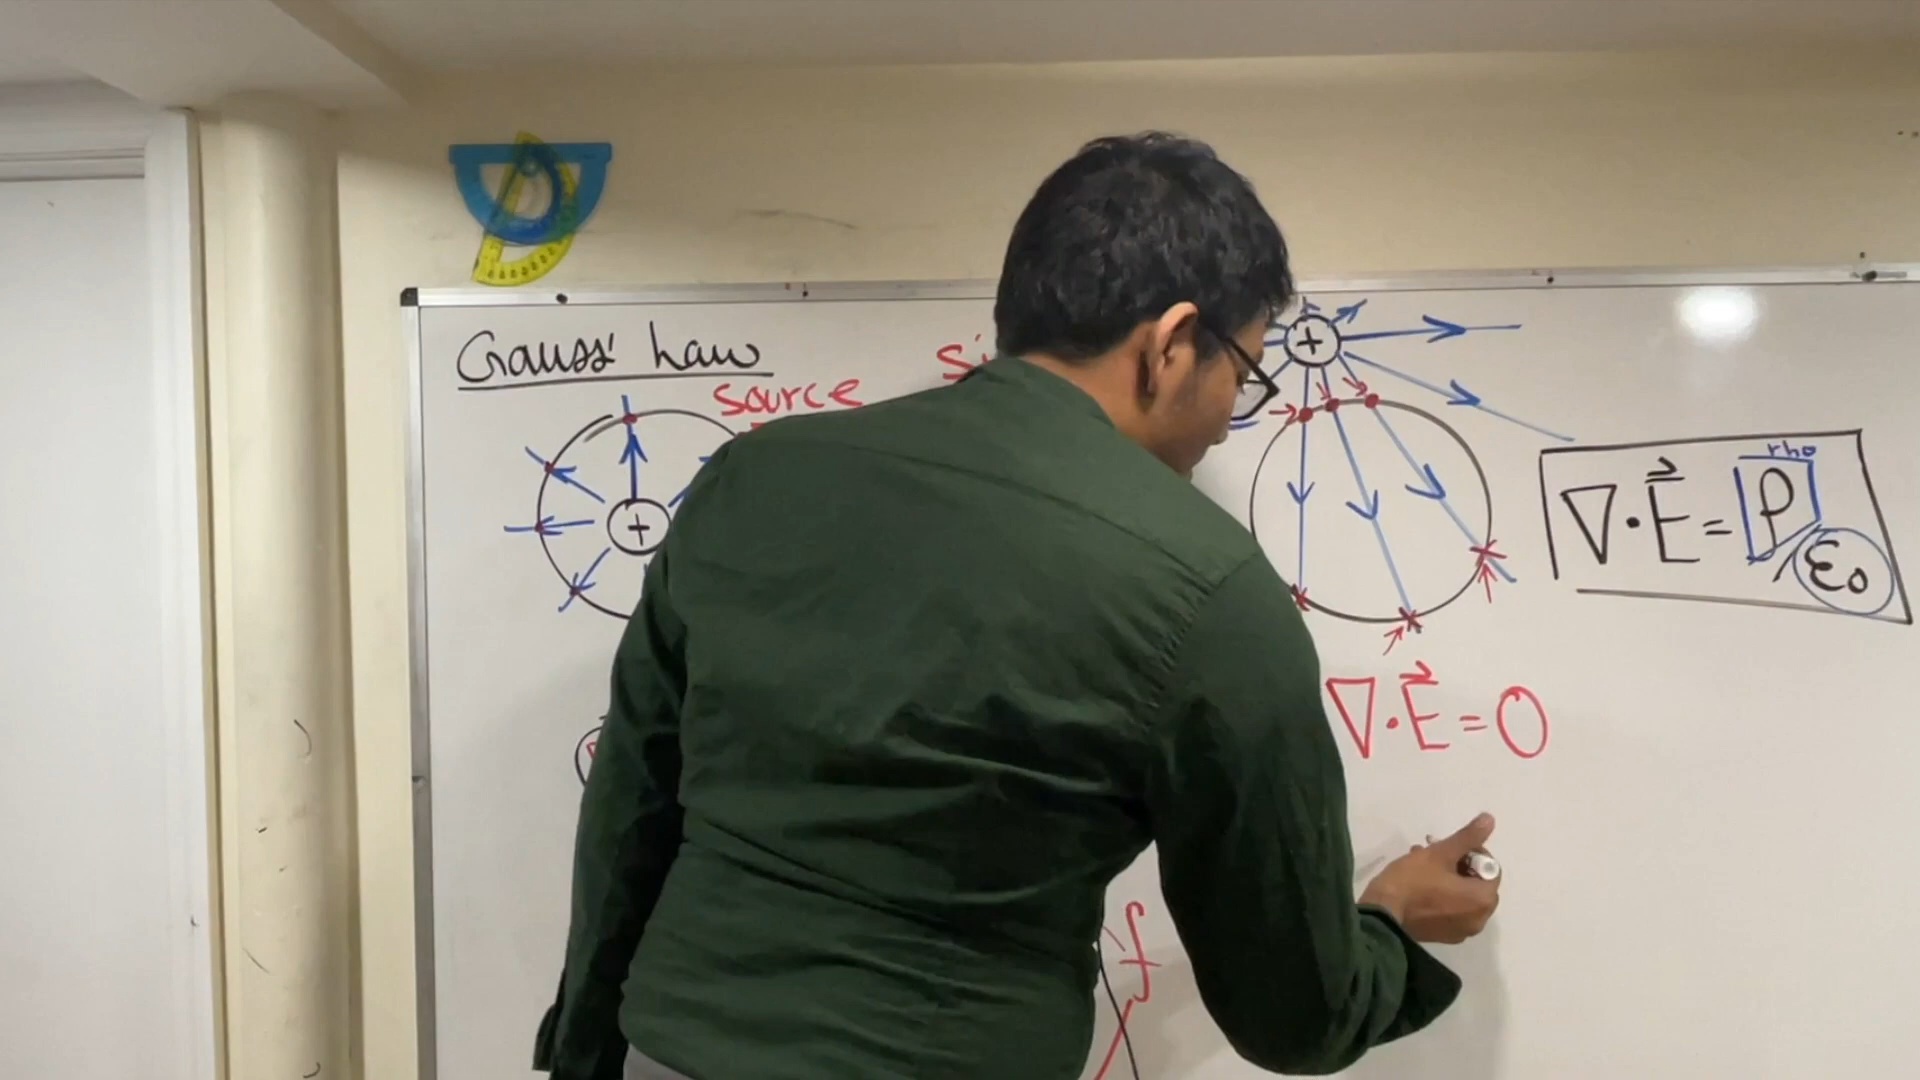 Gauss' Law
source
+
+
rho
∇·E⃗ = ρ/ε₀
∇·E⃗ = 0